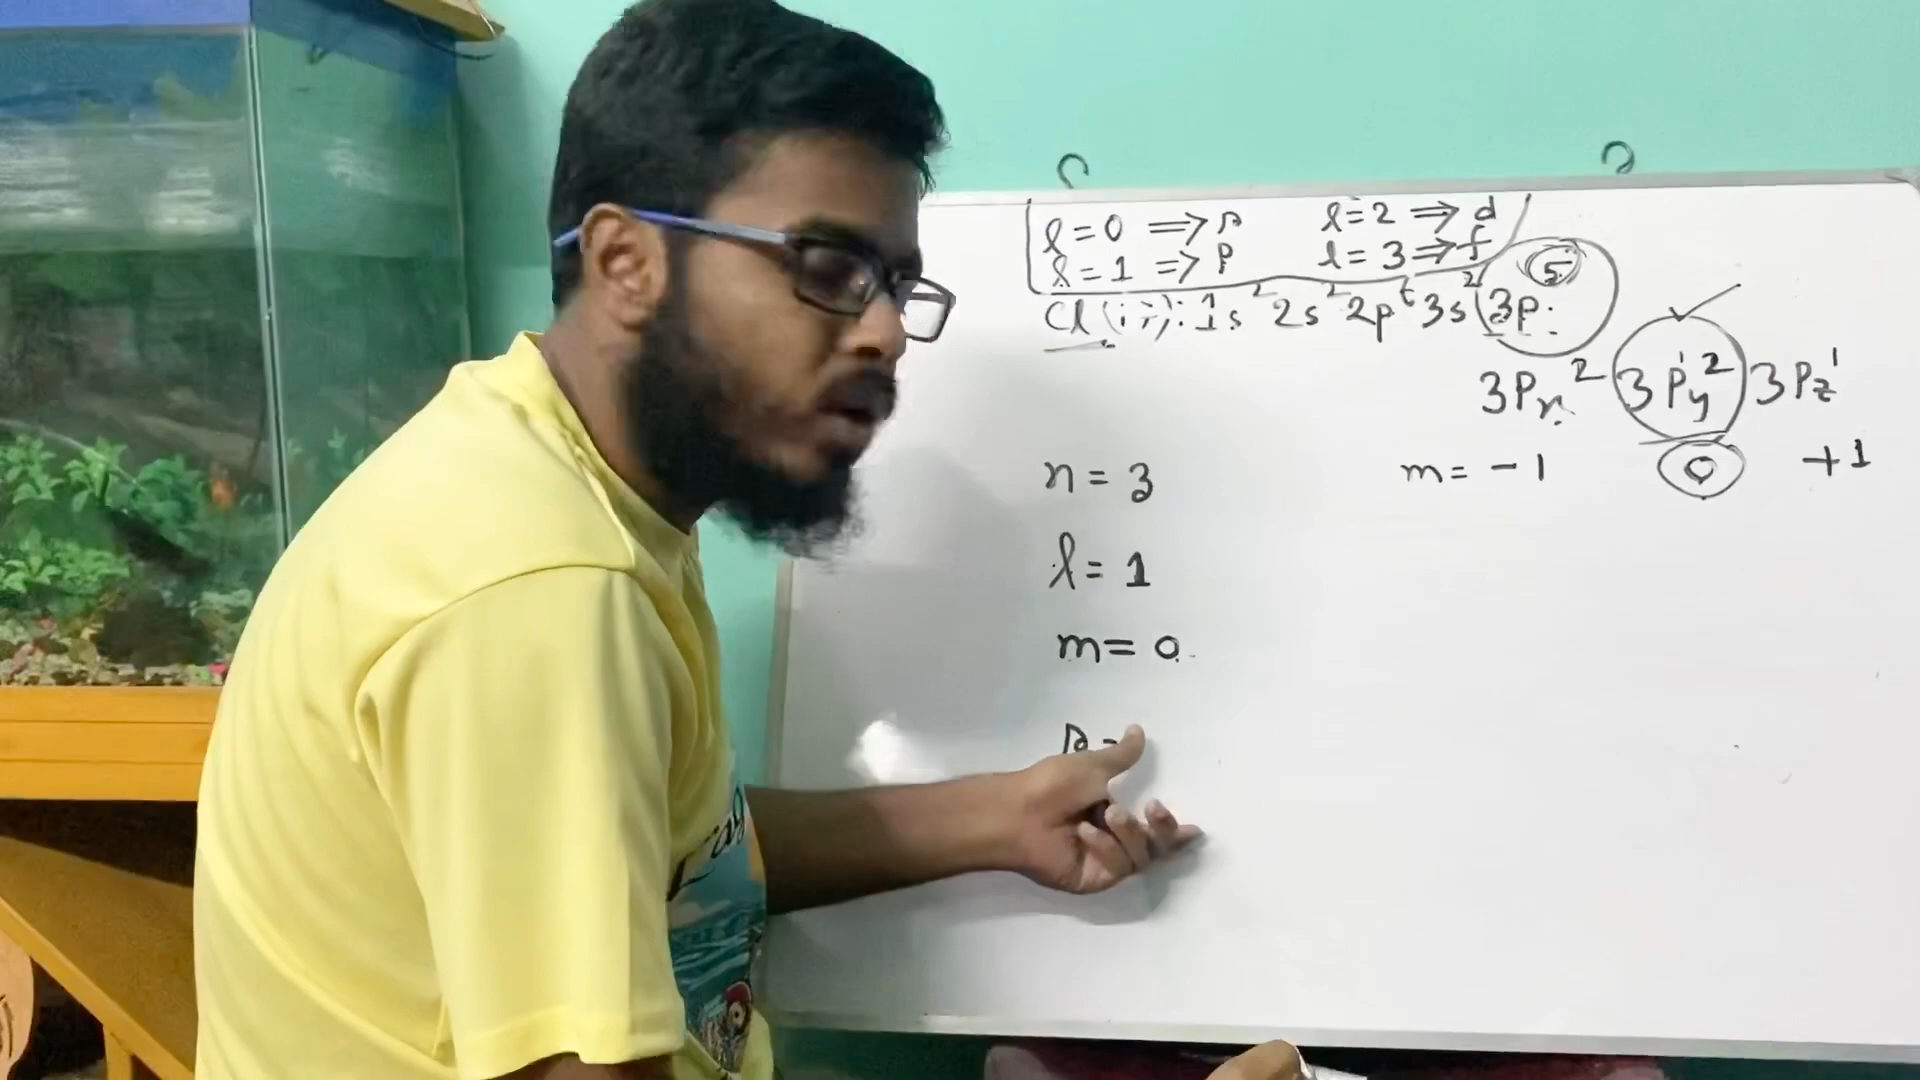 l = 0 ⟹ s l = 2 ⟹ d
l = 1 ⟹ p l = 3 ⟹ f
Cl (17): 1s² 2s² 2p⁶ 3s² 3p⁵
3Px² 3Py² 3Pz¹
n = 3 m = -1 0 +1
l = 1
m = 0
s =